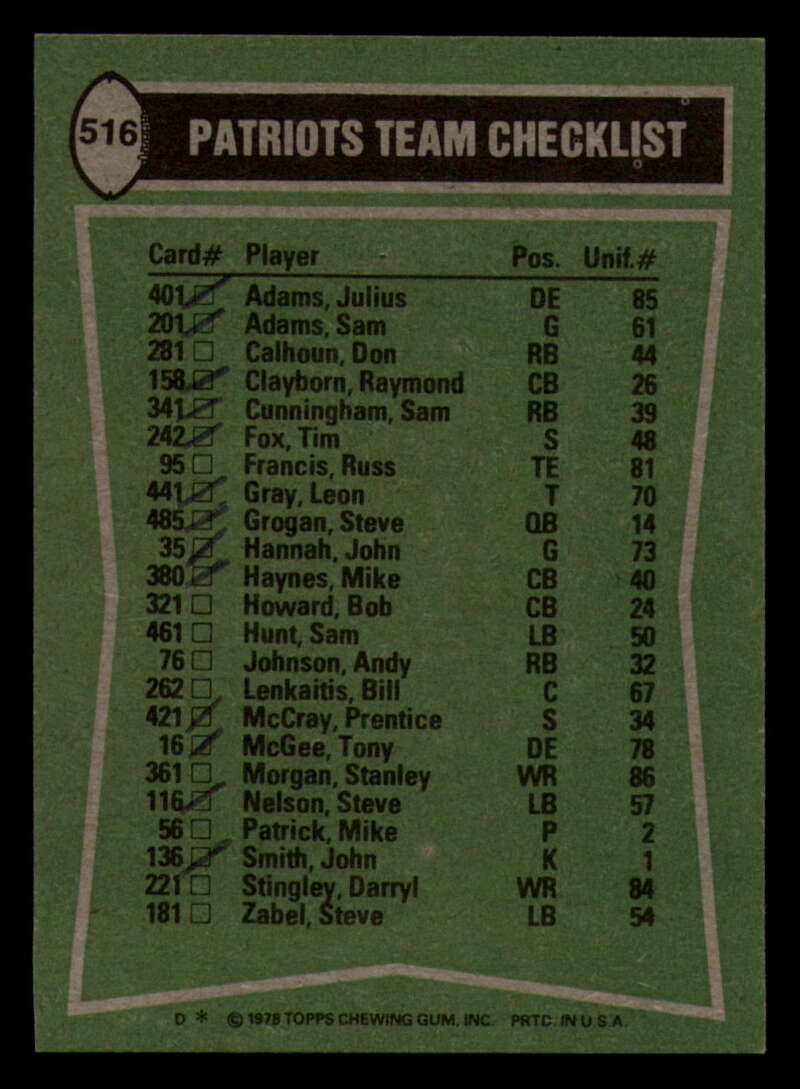 516 PATRIOTS TEAM CHECKLIST
Card# Player Pos. Unif.#
401 Adams, Julius DE 85
201 Adams, Sam G 61
281 Calhoun, Don RB 44
158 Clayborn, Raymond CB 26
341 Cunningham, Sam RB 39
242 Fox, Tim S 48
95 Francis, Russ TE 81
441 Gray, Leon T 70
485 Grogan, Steve QB 14
35 Hannah, John G 73
380 Haynes, Mike CB 40
321 Howard, Bob CB 24
461 Hunt, Sam LB 50
76 Johnson, Andy RB 32
262 Lenkaitis, Bill C 67
421 McCray, Prentice S 34
16 McGee, Tony DE 78
361 Morgan, Stanley WR 86
116 Nelson, Steve LB 57
56 Patrick, Mike P 2
136 Smith, John K 1
221 Stingley, Darryl WR 84
181 Zabel, Steve LB 54
D * © 1978 TOPPS CHEWING GUM, INC. PRTD. IN U.S.A.